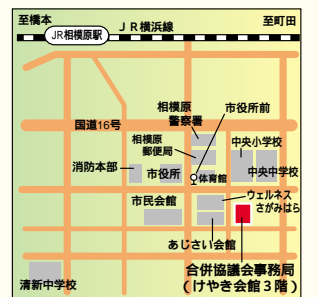 至橋本
JR横浜線
至町田
JR相模原駅
国道16号
相模原
警察署
市役所前
相模原
郵便局
中央小学校
消防本部
市役所
体育館
中央中学校
市民会館
ウェルネス
さがみはら
あじさい会館
合併協議会事務局
(けやき会館3階)
清新中学校